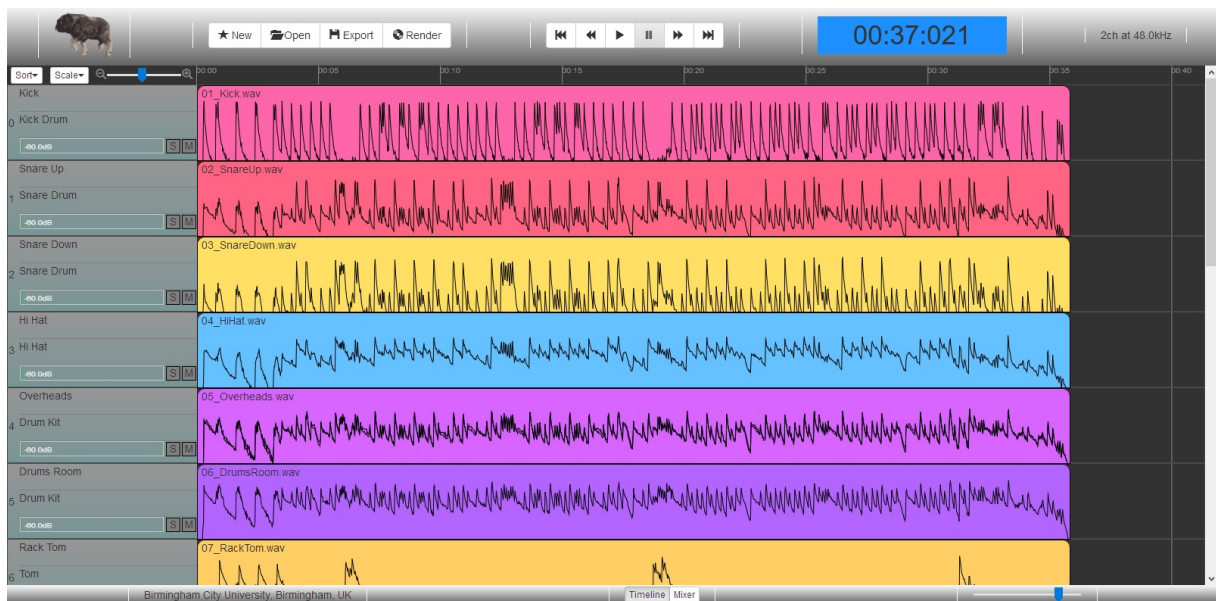 New Open Export Render
00:37:021
2ch at 48.0kHz
Sort Scale
00:00 00:05 00:10 00:15 00:20 00:25 00:30 00:35 00:40
Kick
01_Kick.wav
0 Kick Drum
-60.0dB S M
Snare Up
02_SnareUp.wav
1 Snare Drum
-60.0dB S M
Snare Down
03_SnareDown.wav
2 Snare Drum
-60.0dB S M
Hi Hat
04_HiHat.wav
3 Hi Hat
-60.0dB S M
Overheads
05_Overheads.wav
4 Drum Kit
-60.0dB S M
Drums Room
06_DrumsRoom.wav
5 Drum Kit
-60.0dB S M
Rack Tom
07_RackTom.wav
6 Tom
Birmingham City University, Birmingham, UK
Timeline Mixer